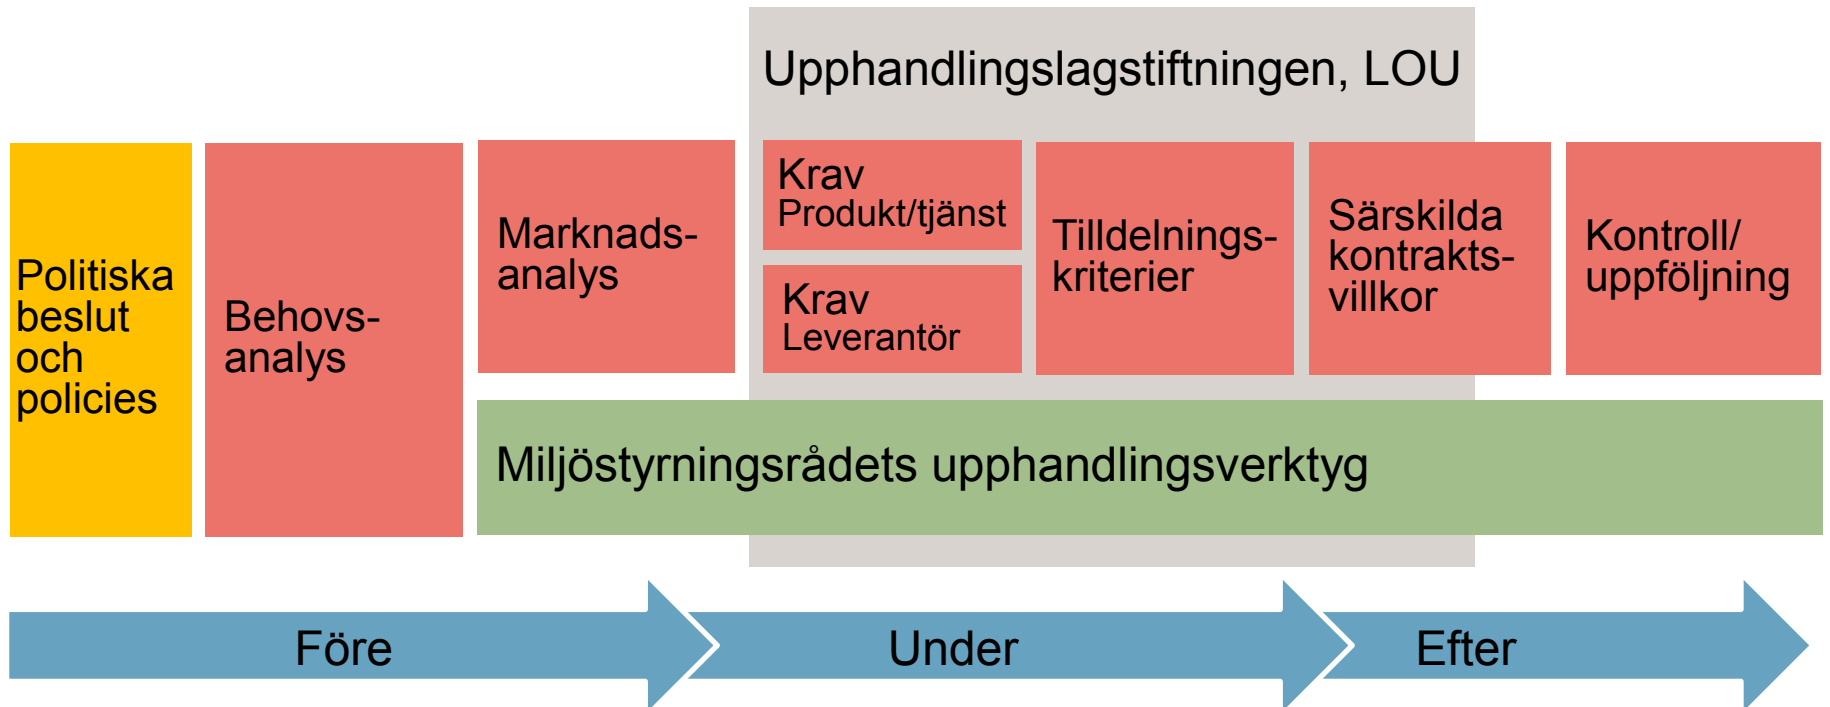 Upphandlingslagstiftningen, LOU
Politiska
beslut
och
policies
Behovs-
analys
Marknads-
analys
Krav
Produkt/tjänst
Krav
Leverantör
Tilldelnings-
kriterier
Särskilda
kontrakts-
villkor
Kontroll/
uppföljning
Miljöstyrningsrådets upphandlingsverktyg
Före
Under
Efter